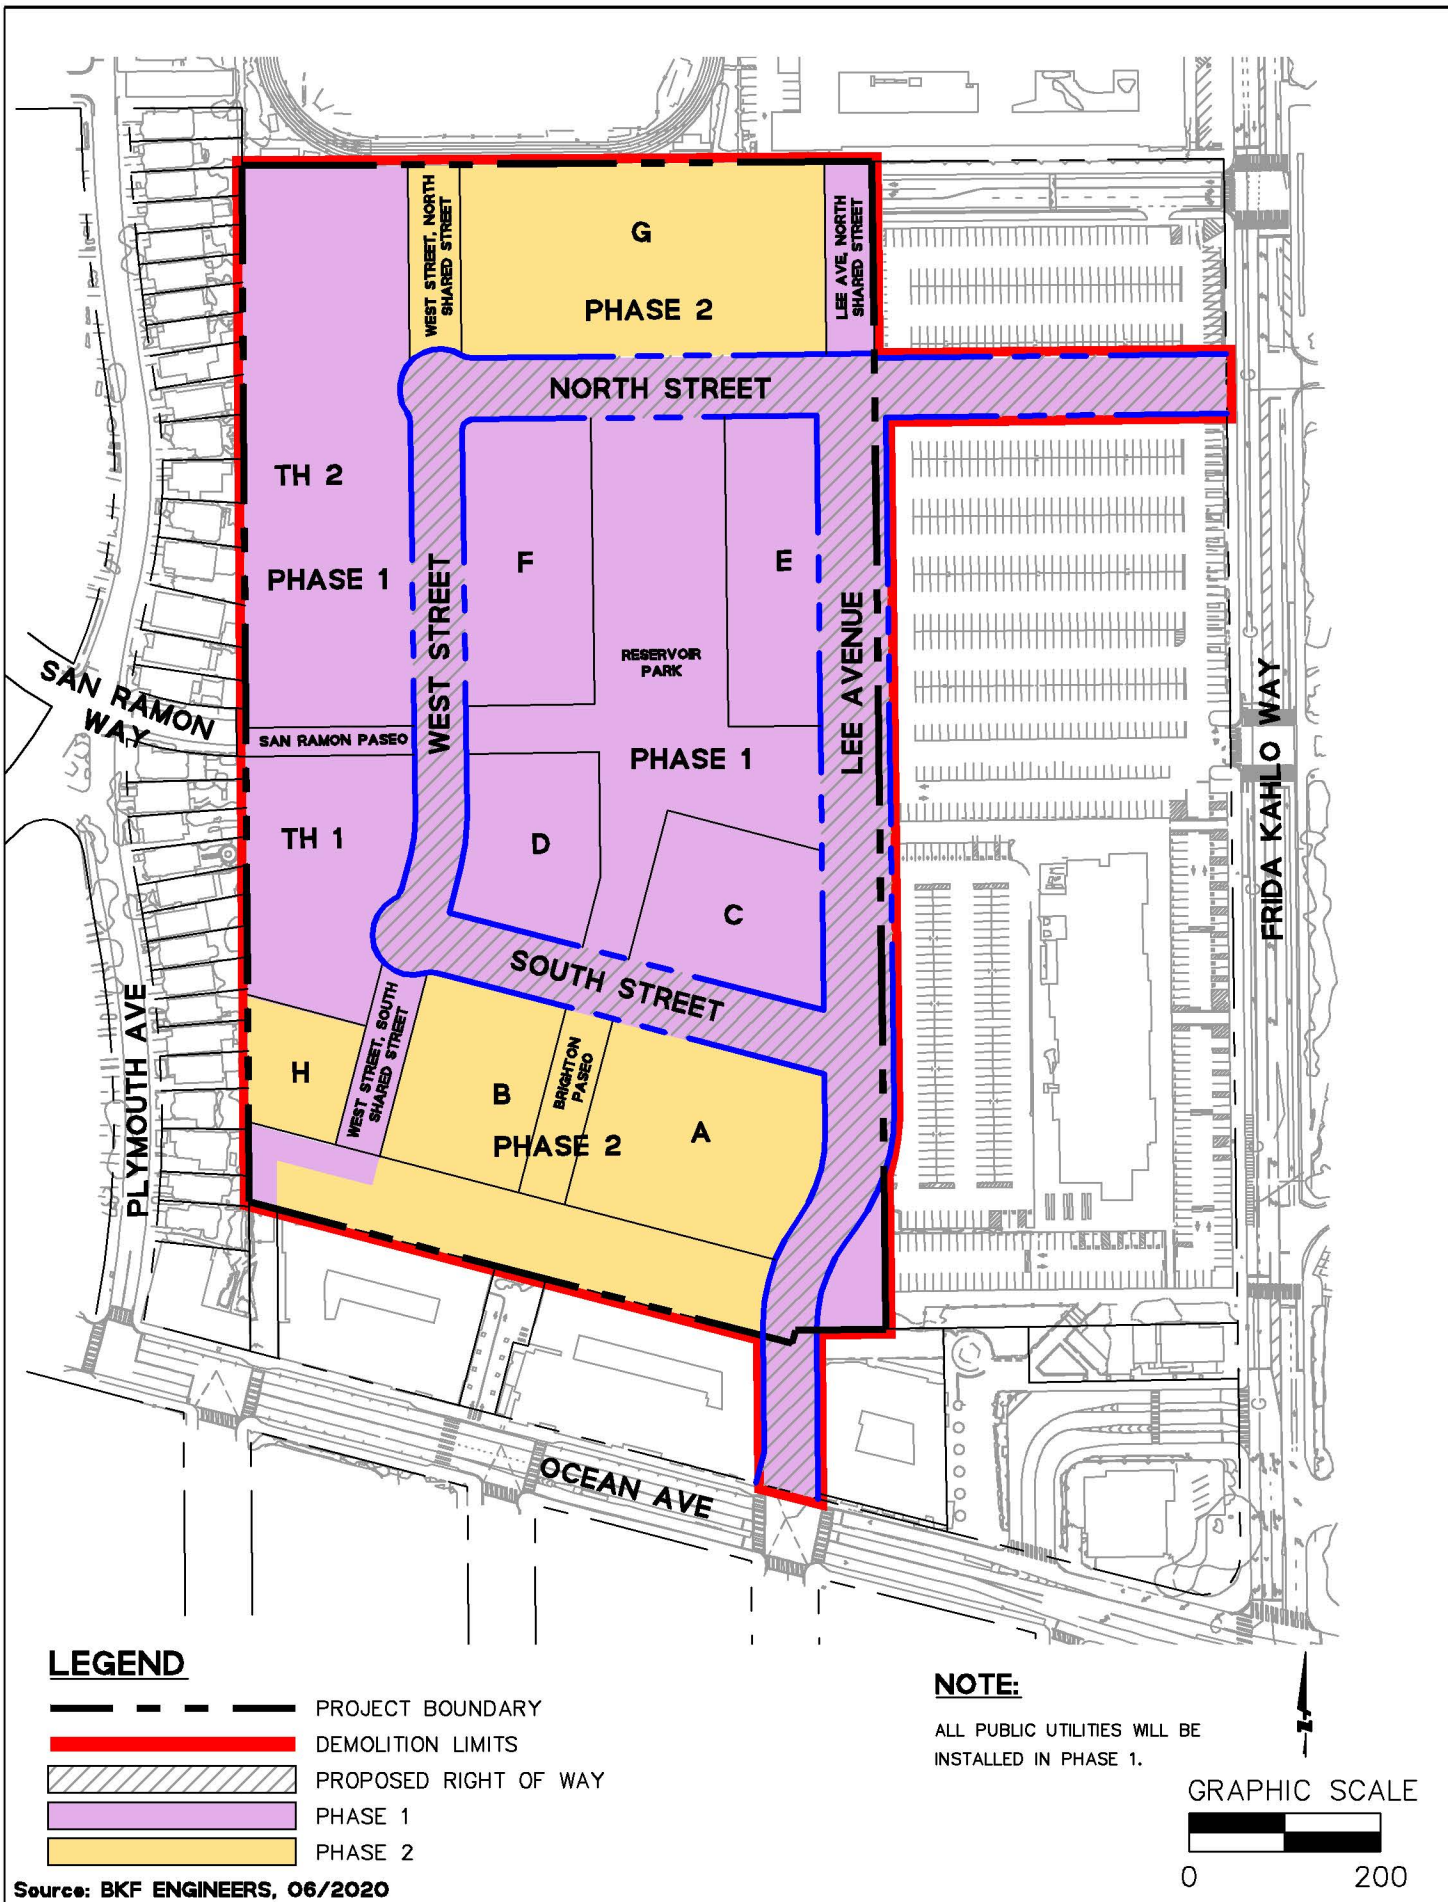 WEST STREET, NORTH
SHARED STREET
G
PHASE 2
LEE AVE, NORTH
SHARED STREET
NORTH STREET
TH 2
PHASE 1
F
E
WEST STREET
RESERVOIR
PARK
LEE AVENUE
SAN RAMON
WAY
SAN RAMON PASEO
PHASE 1
FRIDA KAHLO WAY
TH 1
D
C
SOUTH STREET
PLYMOUTH AVE
H
WEST STREET, SOUTH
SHARED STREET
B
BRIGHTON
PASEO
A
PHASE 2
OCEAN AVE
LEGEND
PROJECT BOUNDARY
DEMOLITION LIMITS
PROPOSED RIGHT OF WAY
PHASE 1
PHASE 2
Source: BKF ENGINEERS, 06/2020
NOTE:
ALL PUBLIC UTILITIES WILL BE
INSTALLED IN PHASE 1.
GRAPHIC SCALE
0 200